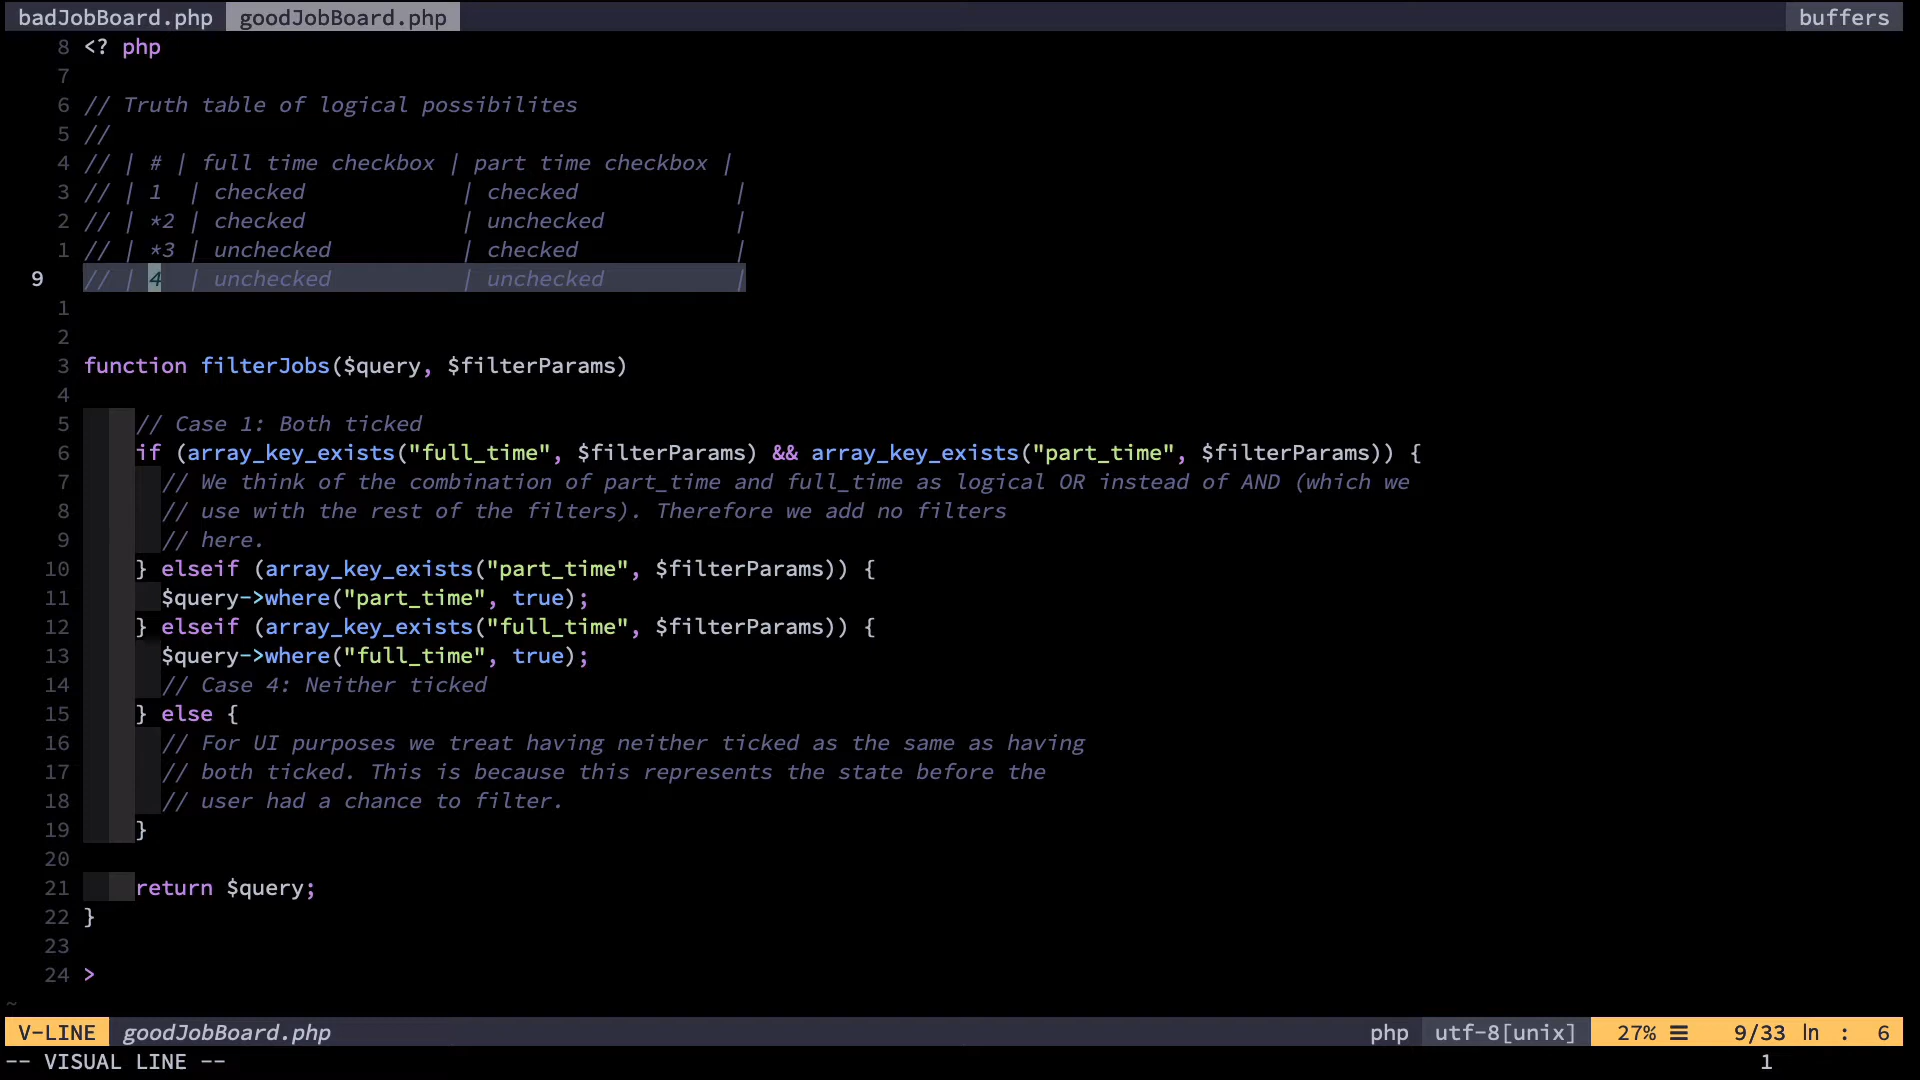 badJobBoard.php goodJobBoard.php buffers
8 <? php
7
6 // Truth table of logical possibilites
5 //
4 // | # | full time checkbox | part time checkbox |
3 // | 1 | checked | checked |
2 // | *2 | checked | unchecked |
1 // | *3 | unchecked | checked |
9 // | 4 | unchecked | unchecked |
1
2
3 function filterJobs($query, $filterParams)
4
5 // Case 1: Both ticked
6 if (array_key_exists("full_time", $filterParams) && array_key_exists("part_time", $filterParams)) {
7 // We think of the combination of part_time and full_time as logical OR instead of AND (which we
8 // use with the rest of the filters). Therefore we add no filters
9 // here.
10 } elseif (array_key_exists("part_time", $filterParams)) {
11 $query->where("part_time", true);
12 } elseif (array_key_exists("full_time", $filterParams)) {
13 $query->where("full_time", true);
14 // Case 4: Neither ticked
15 } else {
16 // For UI purposes we treat having neither ticked as the same as having
17 // both ticked. This is because this represents the state before the
18 // user had a chance to filter.
19 }
20
21 return $query;
22 }
23
24 >
~
V-LINE goodJobBoard.php php utf-8[unix] 27% ☰ 9/33 ln : 6
-- VISUAL LINE -- 1